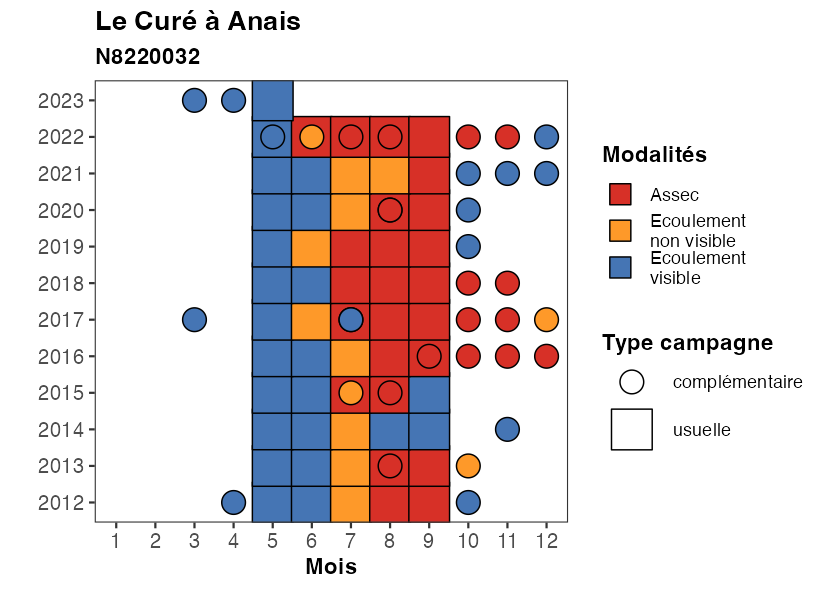 Le Curé à Anais
N8220032
2023
2022
2021
2020
2019
2018
2017
2016
2015
2014
2013
2012
1 2 3 4 5 6 7 8 9 10 11 12
Mois
Modalités
Assec
Ecoulement
non visible
Ecoulement
visible
Type campagne
complémentaire
usuelle